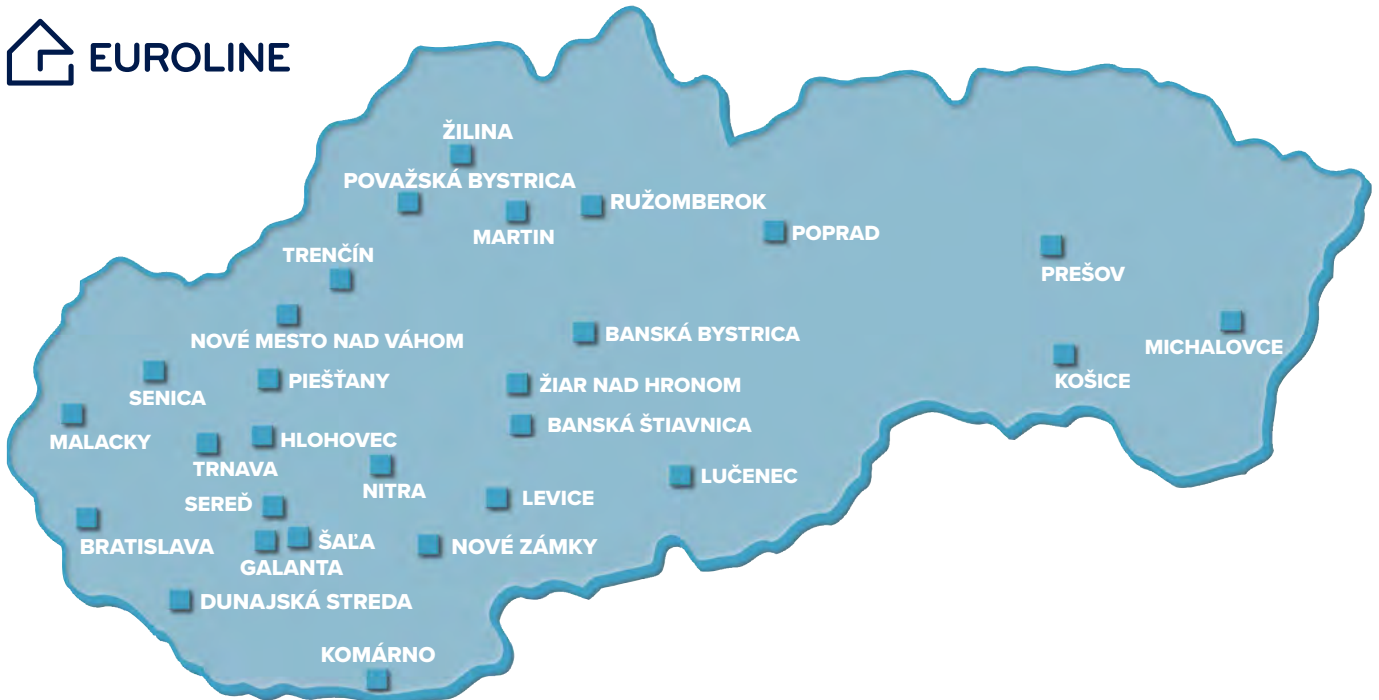 EUROLINE
ŽILINA
POVAŽSKÁ BYSTRICA
RUŽOMBEROK
MARTIN
POPRAD
TRENČÍN
PREŠOV
NOVÉ MESTO NAD VÁHOM
BANSKÁ BYSTRICA
MICHALOVCE
PIEŠŤANY
ŽIAR NAD HRONOM
KOŠICE
SENICA
BANSKÁ ŠTIAVNICA
MALACKY
HLOHOVEC
TRNAVA
LUČENEC
NITRA
SEREĎ
LEVICE
BRATISLAVA
ŠAĽA
NOVÉ ZÁMKY
GALANTA
DUNAJSKÁ STREDA
KOMÁRNO